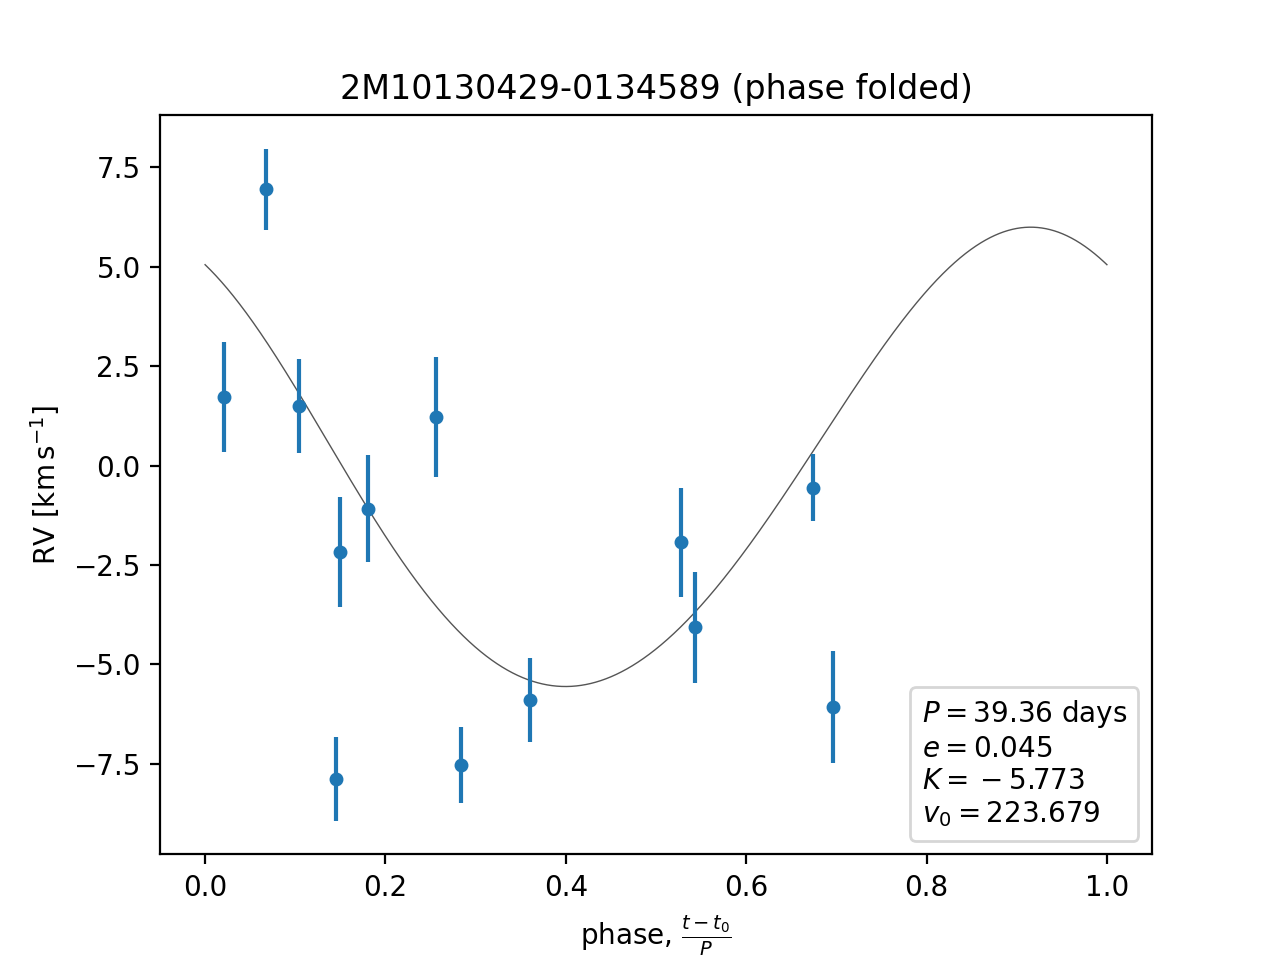 2M10130429-0134589 (phase folded)
7.5
5.0
2.5
0.0
−2.5
−5.0
−7.5
RV [km s⁻¹]
0.0 0.2 0.4 0.6 0.8 1.0
phase, (t − t₀)/P
P = 39.36 days
e = 0.045
K = − 5.773
v₀ = 223.679